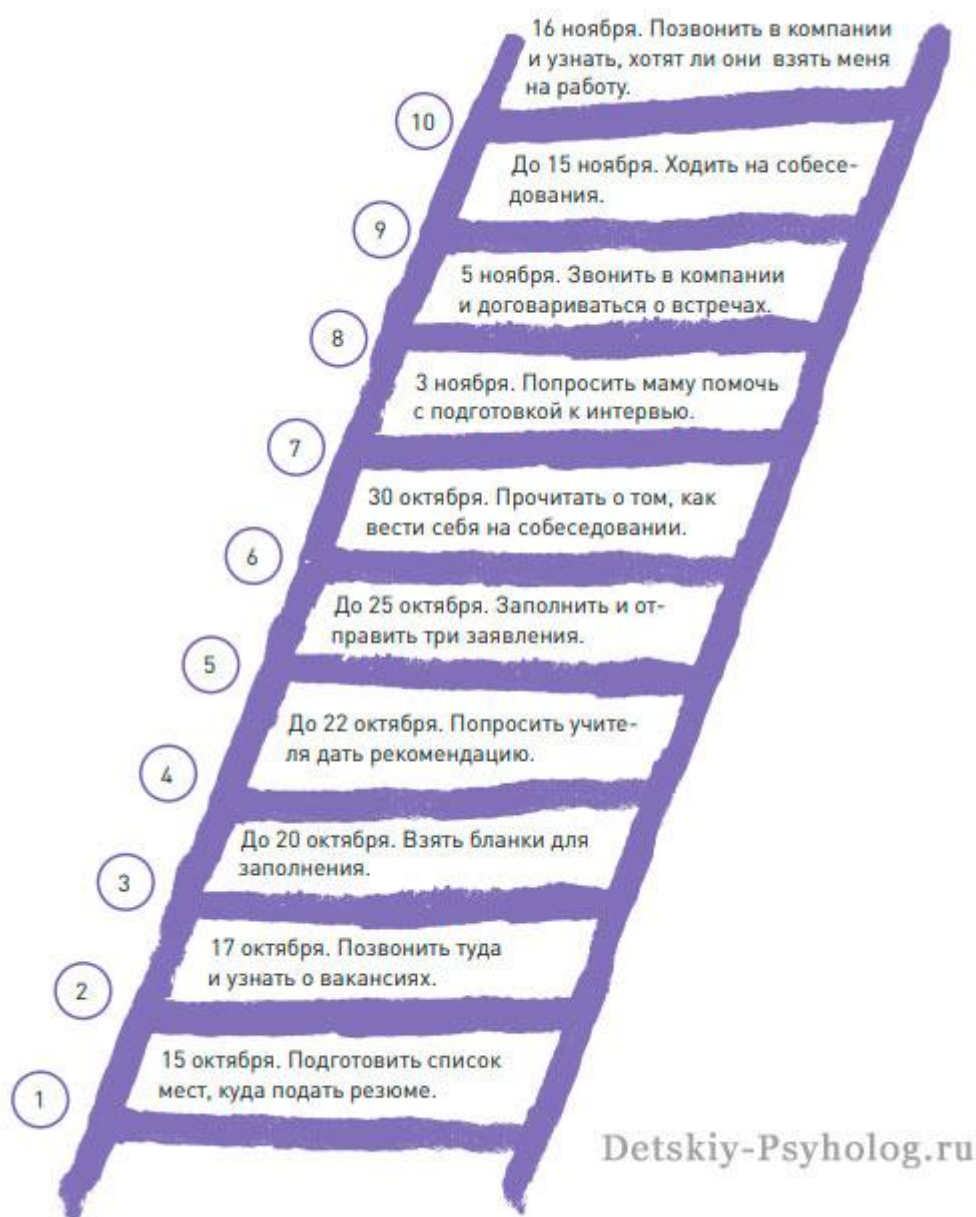 16 ноября. Позвонить в компании
и узнать, хотят ли они взять меня
на работу.
10
До 15 ноября. Ходить на собесе-
дования.
9
5 ноября. Звонить в компании
и договариваться о встречах.
8
3 ноября. Попросить маму помочь
с подготовкой к интервью.
7
30 октября. Прочитать о том, как
вести себя на собеседовании.
6
До 25 октября. Заполнить и от-
править три заявления.
5
До 22 октября. Попросить учите-
ля дать рекомендацию.
4
До 20 октября. Взять бланки для
заполнения.
3
17 октября. Позвонить туда
и узнать о вакансиях.
2
15 октября. Подготовить список
мест, куда подать резюме.
1
Detskiy-Psyholog.ru